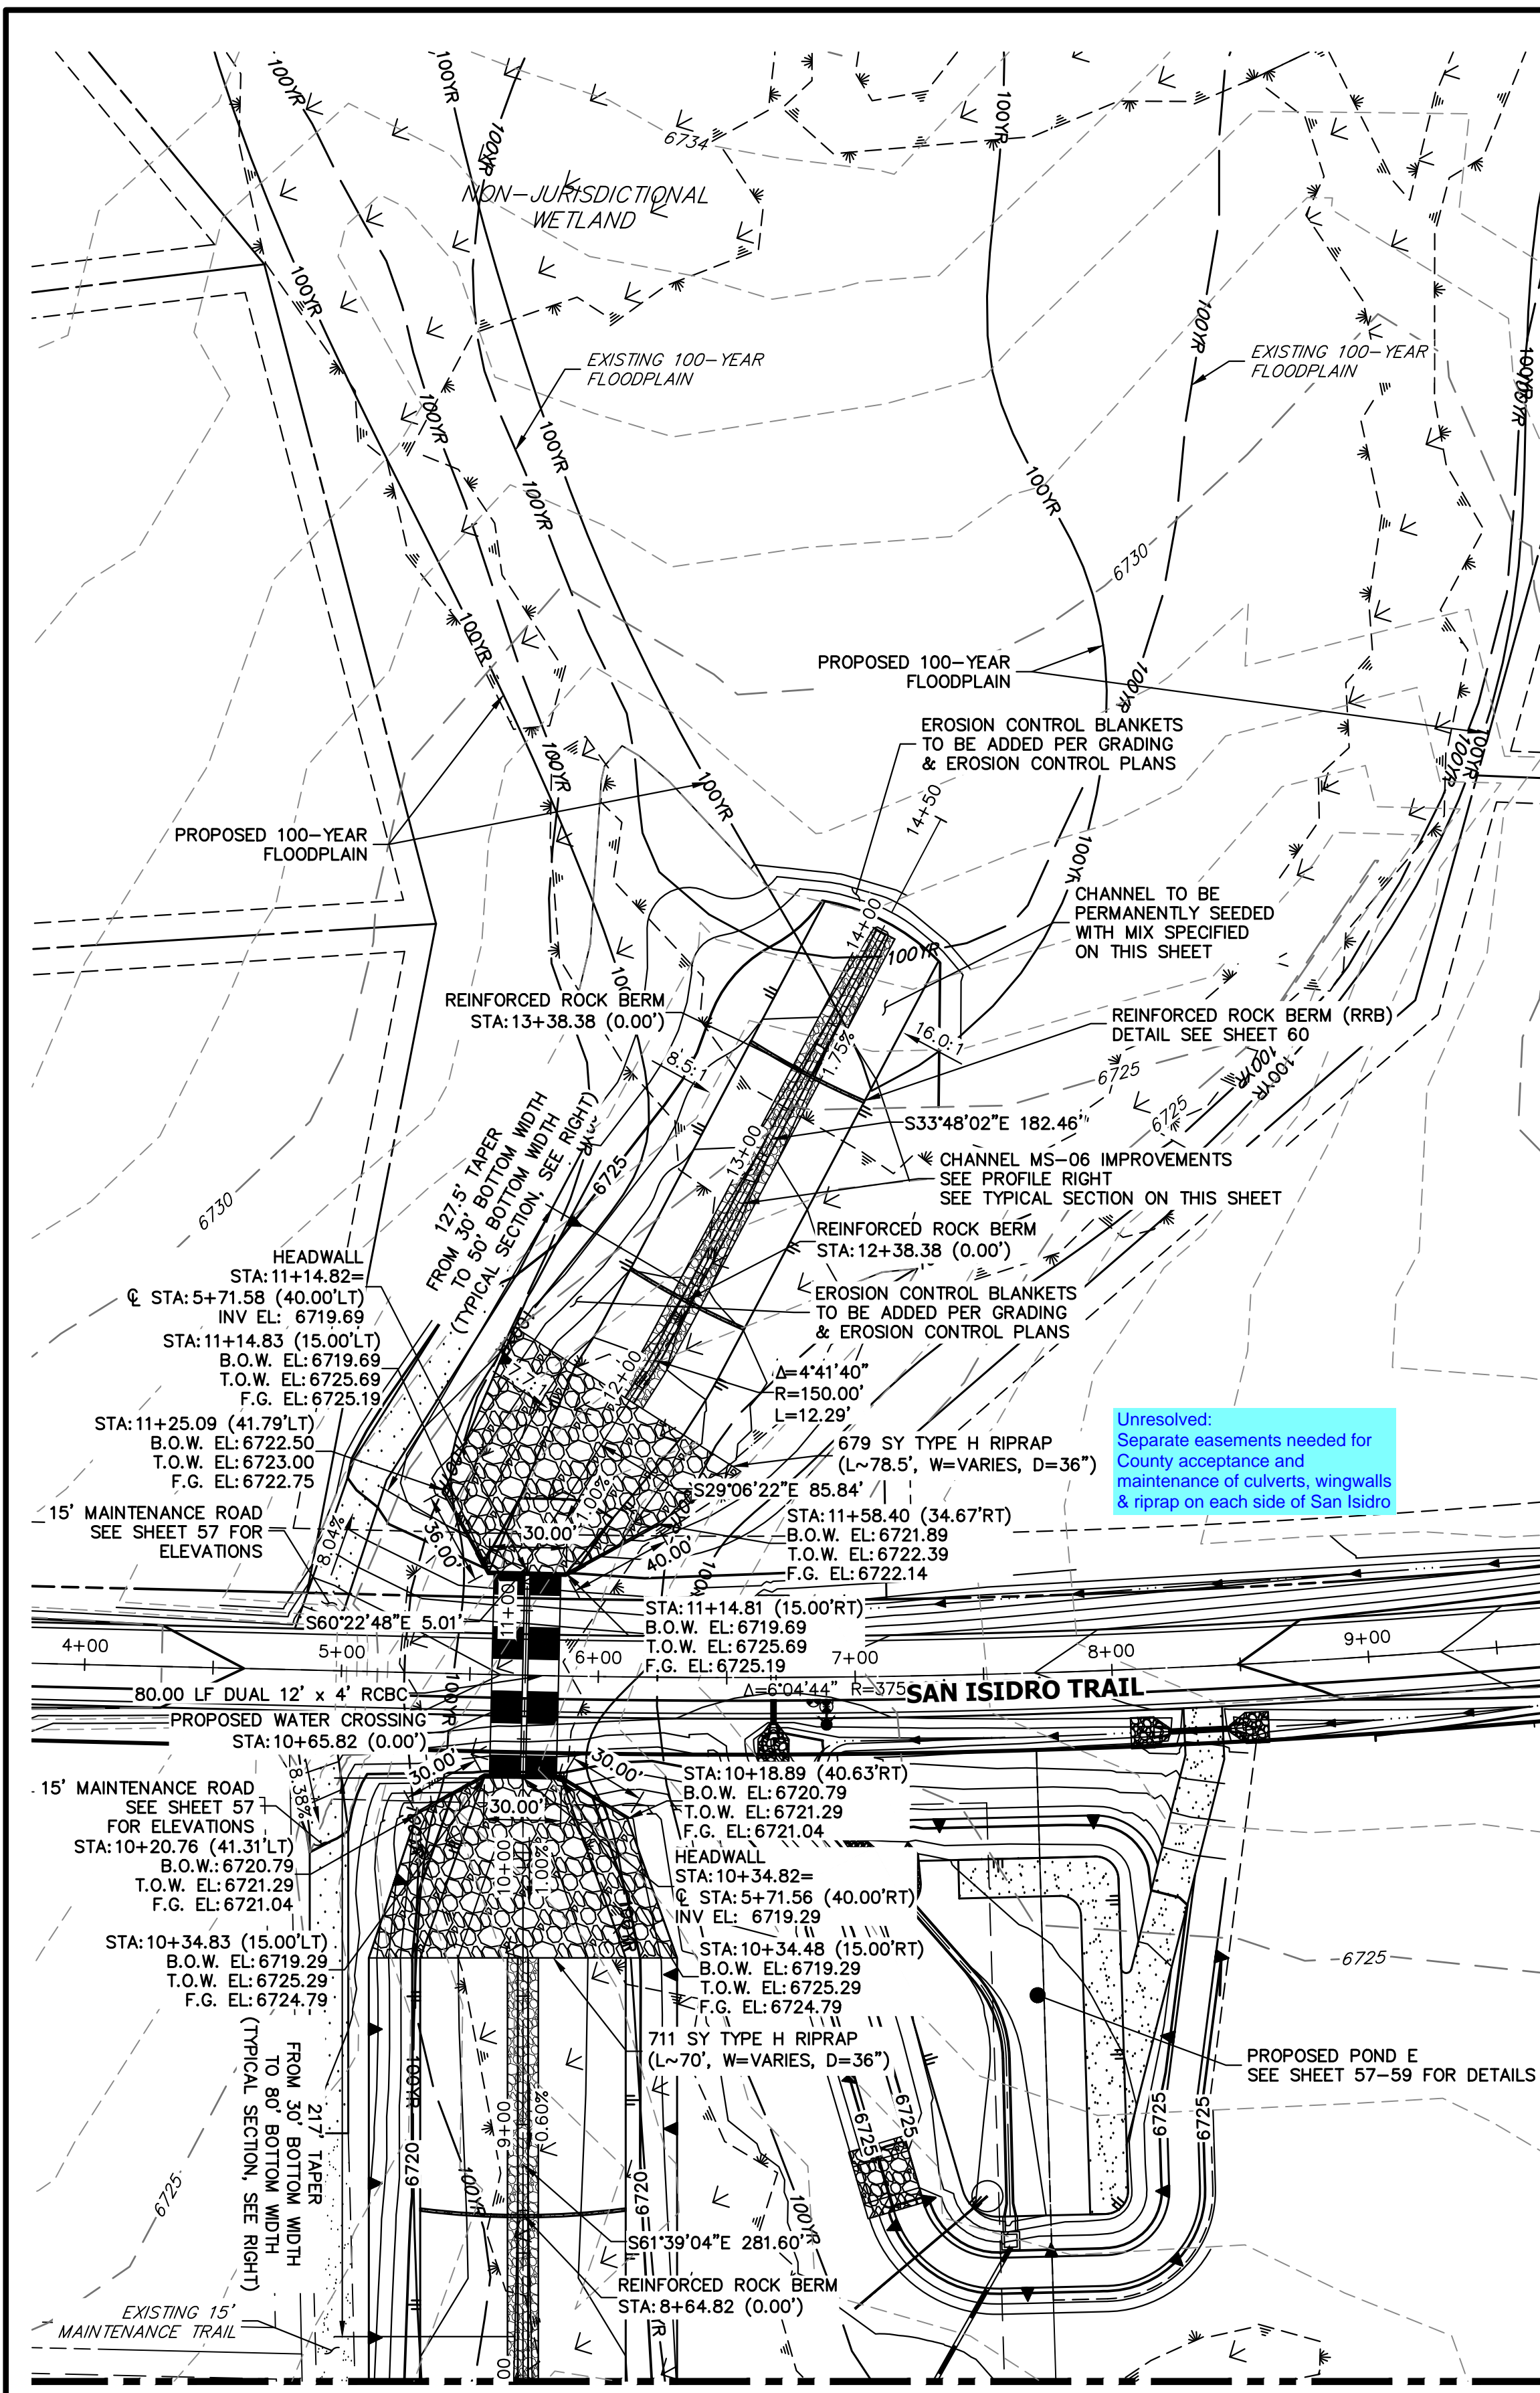 100YR
100YR
100YR
100YR
6734
NON-JURISDICTIONAL
WETLAND
100YR
100YR
EXISTING 100-YEAR
FLOODPLAIN
EXISTING 100-YEAR
FLOODPLAIN
100YR
100YR
100YR
100YR
100YR
100YR
100YR
6730
100YR
PROPOSED 100-YEAR
FLOODPLAIN
100YR
EROSION CONTROL BLANKETS
TO BE ADDED PER GRADING
& EROSION CONTROL PLANS
100YR
100YR
100YR
100YR
14+50
PROPOSED 100-YEAR
FLOODPLAIN
100YR
CHANNEL TO BE
PERMANENTLY SEEDED
WITH MIX SPECIFIED
ON THIS SHEET
14+00
100YR
REINFORCED ROCK BERM
STA:13+38.38 (0.00')
REINFORCED ROCK BERM (RRB)
DETAIL SEE SHEET 60
16.0:1
1.75%
8.5:1
6725
100YR
100YR
6725
S33°48'02"E 182.46'
127.5' TAPER
FROM 30' BOTTOM WIDTH
TO 50' BOTTOM WIDTH
(TYPICAL SECTION, SEE RIGHT)
13+00
6725
CHANNEL MS-06 IMPROVEMENTS
SEE PROFILE RIGHT
SEE TYPICAL SECTION ON THIS SHEET
6730
REINFORCED ROCK BERM
STA:12+38.38 (0.00')
HEADWALL
STA:11+14.82=
℄ STA:5+71.58 (40.00'LT)
INV EL: 6719.69
EROSION CONTROL BLANKETS
TO BE ADDED PER GRADING
& EROSION CONTROL PLANS
STA:11+14.83 (15.00'LT)
B.O.W. EL:6719.69
T.O.W. EL:6725.69
F.G. EL:6725.19
12+00
Δ=4°41'40"
R=150.00'
L=12.29'
STA:11+25.09 (41.79'LT)
B.O.W. EL:6722.50
T.O.W. EL:6723.00
F.G. EL:6722.75
679 SY TYPE H RIPRAP
(L~78.5', W=VARIES, D=36")
Unresolved:
Separate easements needed for
County acceptance and
maintenance of culverts, wingwalls
& riprap on each side of San Isidro
S29°06'22"E 85.84'
15' MAINTENANCE ROAD
SEE SHEET 57 FOR
ELEVATIONS
8.04%
36.00'
1.00%
30.00'
40.00'
STA:11+58.40 (34.67'RT)
B.O.W. EL:6721.89
T.O.W. EL:6722.39
F.G. EL:6722.14
11+00
S60°22'48"E 5.01'
STA:11+14.81 (15.00'RT)
B.O.W. EL:6719.69
T.O.W. EL:6725.69
F.G. EL:6725.19
4+00
5+00
6+00
7+00
8+00
9+00
100YR
80.00 LF DUAL 12' x 4' RCBC
Δ=6°04'44" R=375
SAN ISIDRO TRAIL
PROPOSED WATER CROSSING
STA:10+65.82 (0.00')
8.38%
30.00'
30.00'
30.00'
15' MAINTENANCE ROAD
SEE SHEET 57
FOR ELEVATIONS
STA:10+20.76 (41.31'LT)
B.O.W.:6720.79
T.O.W. EL:6721.29
F.G. EL:6721.04
STA:10+18.89 (40.63'RT)
B.O.W. EL:6720.79
T.O.W. EL:6721.29
F.G. EL:6721.04
10+00
1.00%
HEADWALL
STA:10+34.82=
℄ STA:5+71.56 (40.00'RT)
INV EL: 6719.29
STA:10+34.83 (15.00'LT)
B.O.W. EL:6719.29
T.O.W. EL:6725.29
F.G. EL:6724.79
STA:10+34.48 (15.00'RT)
B.O.W. EL:6719.29
T.O.W. EL:6725.29
F.G. EL:6724.79
6725
711 SY TYPE H RIPRAP
(L~70', W=VARIES, D=36")
PROPOSED POND E
SEE SHEET 57-59 FOR DETAILS
217' TAPER
FROM 30' BOTTOM WIDTH
TO 80' BOTTOM WIDTH
(TYPICAL SECTION, SEE RIGHT)
100YR
9+00
0.60%
6725
6725
6725
6725
6725
6720
100YR
6720
100YR
S61°39'04"E 281.60'
REINFORCED ROCK BERM
STA:8+64.82 (0.00')
EXISTING 15'
MAINTENANCE TRAIL